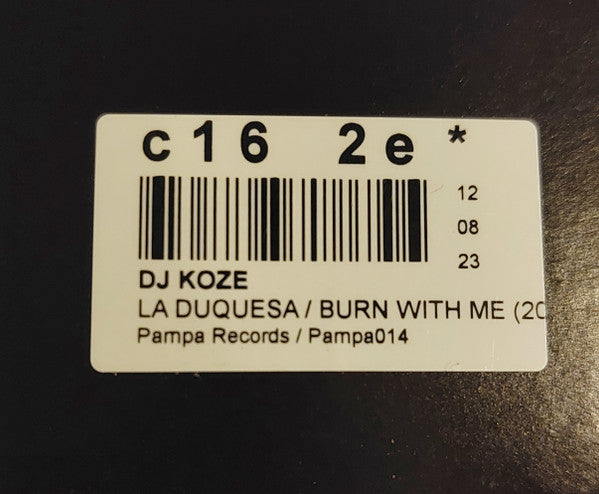 c16 2e *
12
08
23
DJ KOZE
LA DUQUESA / BURN WITH ME (20
Pampa Records / Pampa014